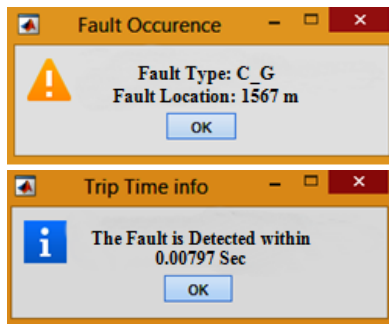 Fault Occurence
Fault Type: C_G
Fault Location: 1567 m
OK
Trip Time info
The Fault is Detected within
0.00797 Sec
OK